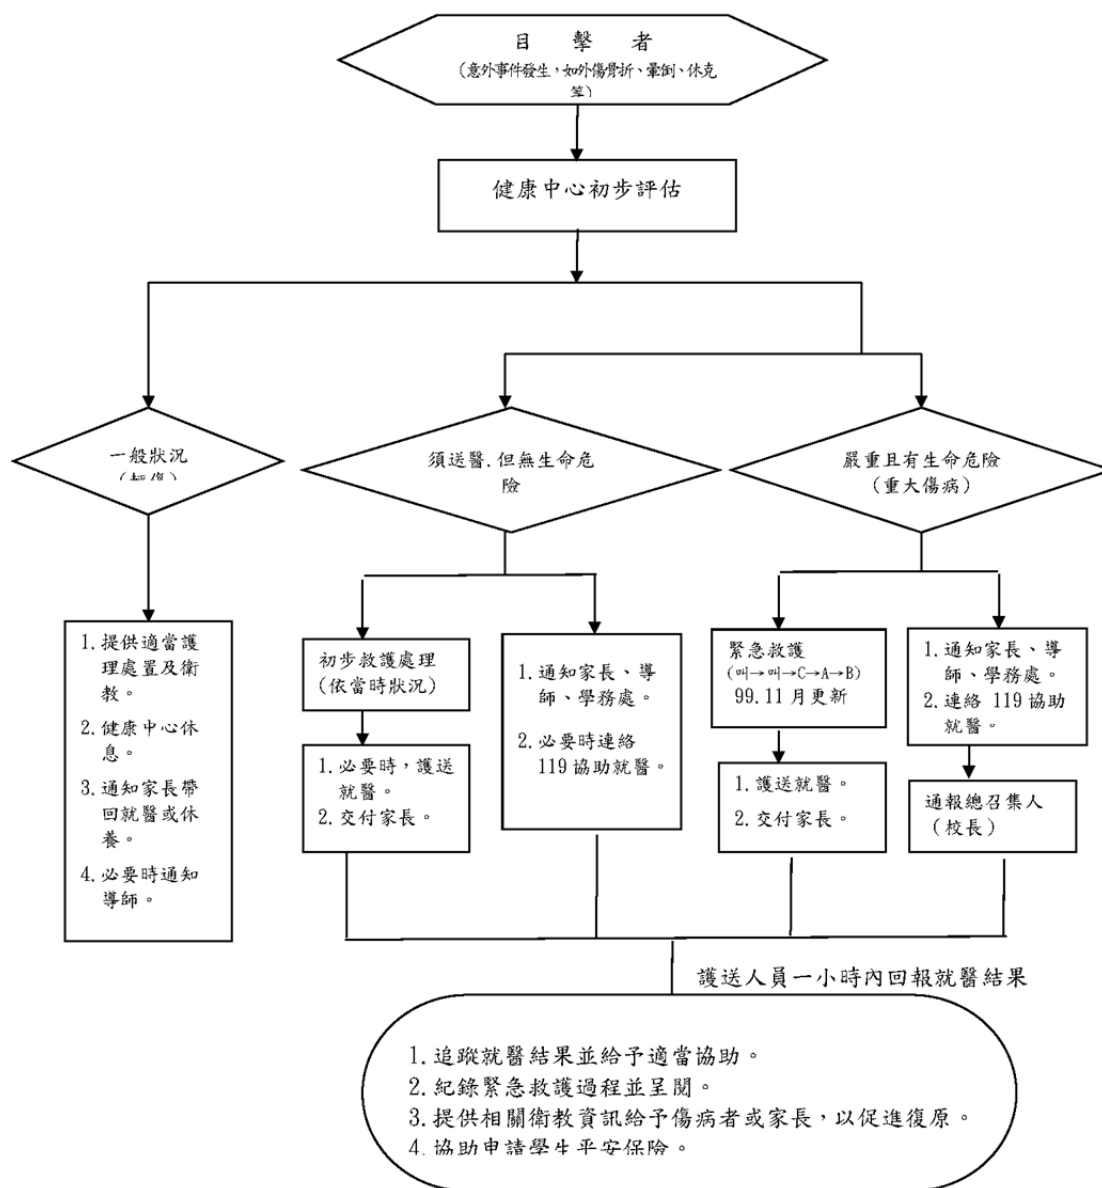 目 擊 者
(意外事件發生,如外傷骨折、暈倒、休克
等)
健康中心初步評估
一般狀況
(輕傷)
須送醫.但無生命危
險
嚴重且有生命危險
(重大傷病)
1.提供適當護
理處置及衛
教。
2.健康中心休
息。
3.通知家長帶
回就醫或休
養。
4.必要時通知
導師。
初步救護處理
(依當時狀況)
1.必要時,護送
就醫。
2.交付家長。
1.通知家長、導
師、學務處。
2.必要時連絡
119協助就醫。
緊急救護
(叫→叫→C→A→B)
99.11月更新
1.護送就醫。
2.交付家長。
1.通知家長、導
師、學務處。
2.連絡 119協助
就醫。
通報總召集人
(校長)
護送人員一小時內回報就醫結果
1.追蹤就醫結果並給予適當協助。
2.紀錄緊急救護過程並呈閱。
3.提供相關衛教資訊給予傷病者或家長,以促進復原。
4.協助申請學生平安保險。